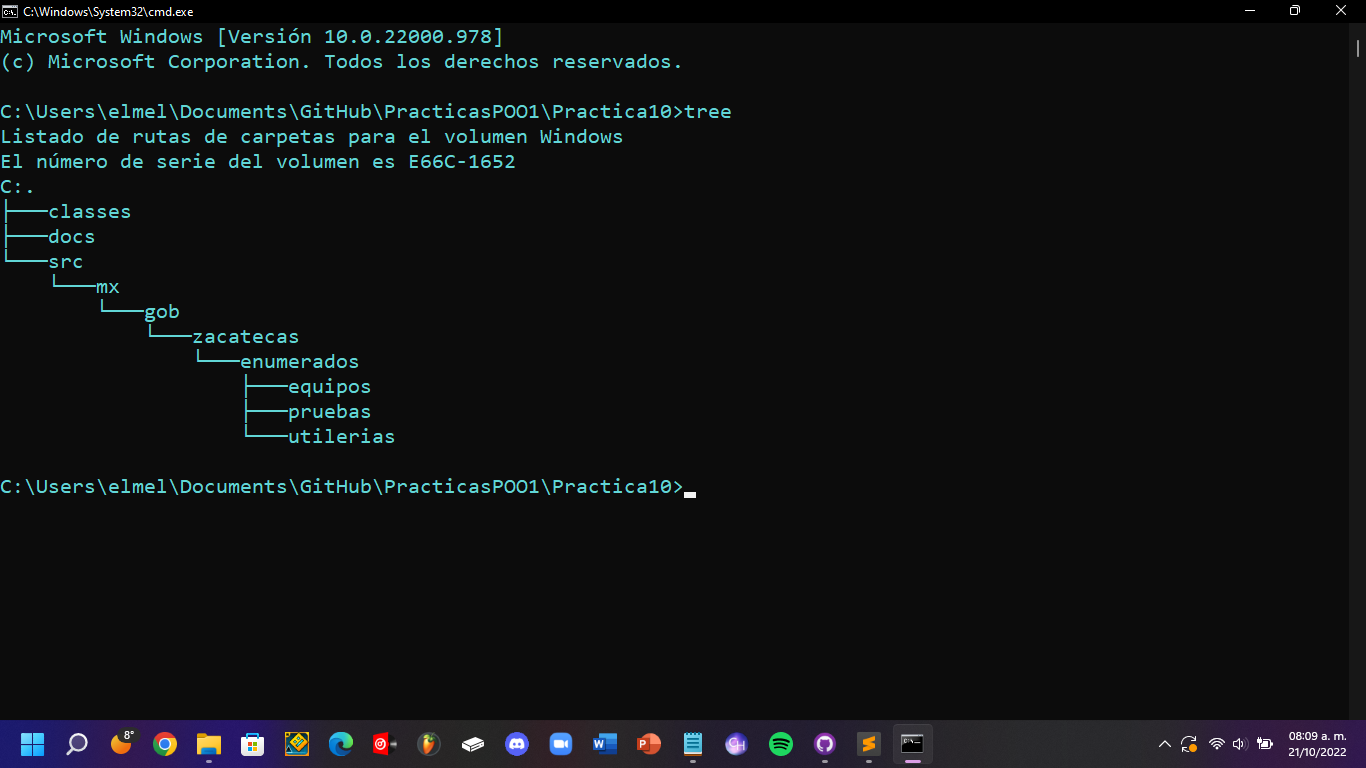 C:\Windows\System32\cmd.exe
Microsoft Windows [Versión 10.0.22000.978]
(c) Microsoft Corporation. Todos los derechos reservados.
C:\Users\elmel\Documents\GitHub\PracticasPOO1\Practica10>tree
Listado de rutas de carpetas para el volumen Windows
El número de serie del volumen es E66C-1652
C:.
├───classes
├───docs
└───src
    └───mx
        └───gob
            └───zacatecas
                └───enumerados
                    ├───equipos
                    ├───pruebas
                    └───utilerias
C:\Users\elmel\Documents\GitHub\PracticasPOO1\Practica10>
8°
08:09 a. m.
21/10/2022